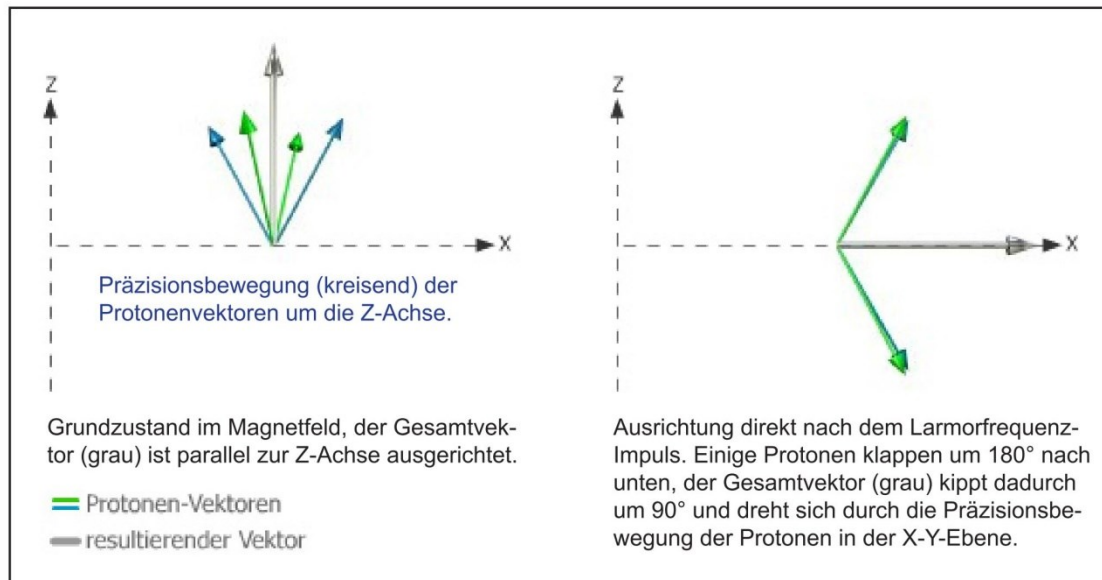 Z
X
Präzisionsbewegung (kreisend) der
Protonenvektoren um die Z-Achse.
Grundzustand im Magnetfeld, der Gesamtvek-
tor (grau) ist parallel zur Z-Achse ausgerichtet.
Protonen-Vektoren
resultierender Vektor
Z
X
Ausrichtung direkt nach dem Larmorfrequenz-
Impuls. Einige Protonen klappen um 180° nach
unten, der Gesamtvektor (grau) kippt dadurch
um 90° und dreht sich durch die Präzisionsbe-
wegung der Protonen in der X-Y-Ebene.